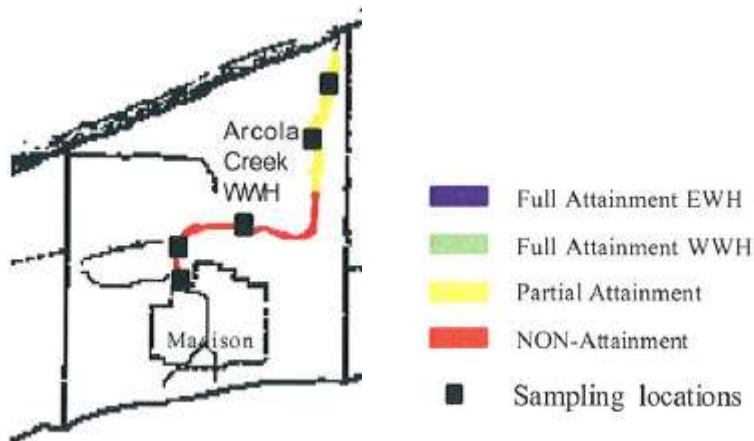 Arcola
Creek
WWH
Madison
Full Attainment EWH
Full Attainment WWH
Partial Attainment
NON-Attainment
Sampling locations